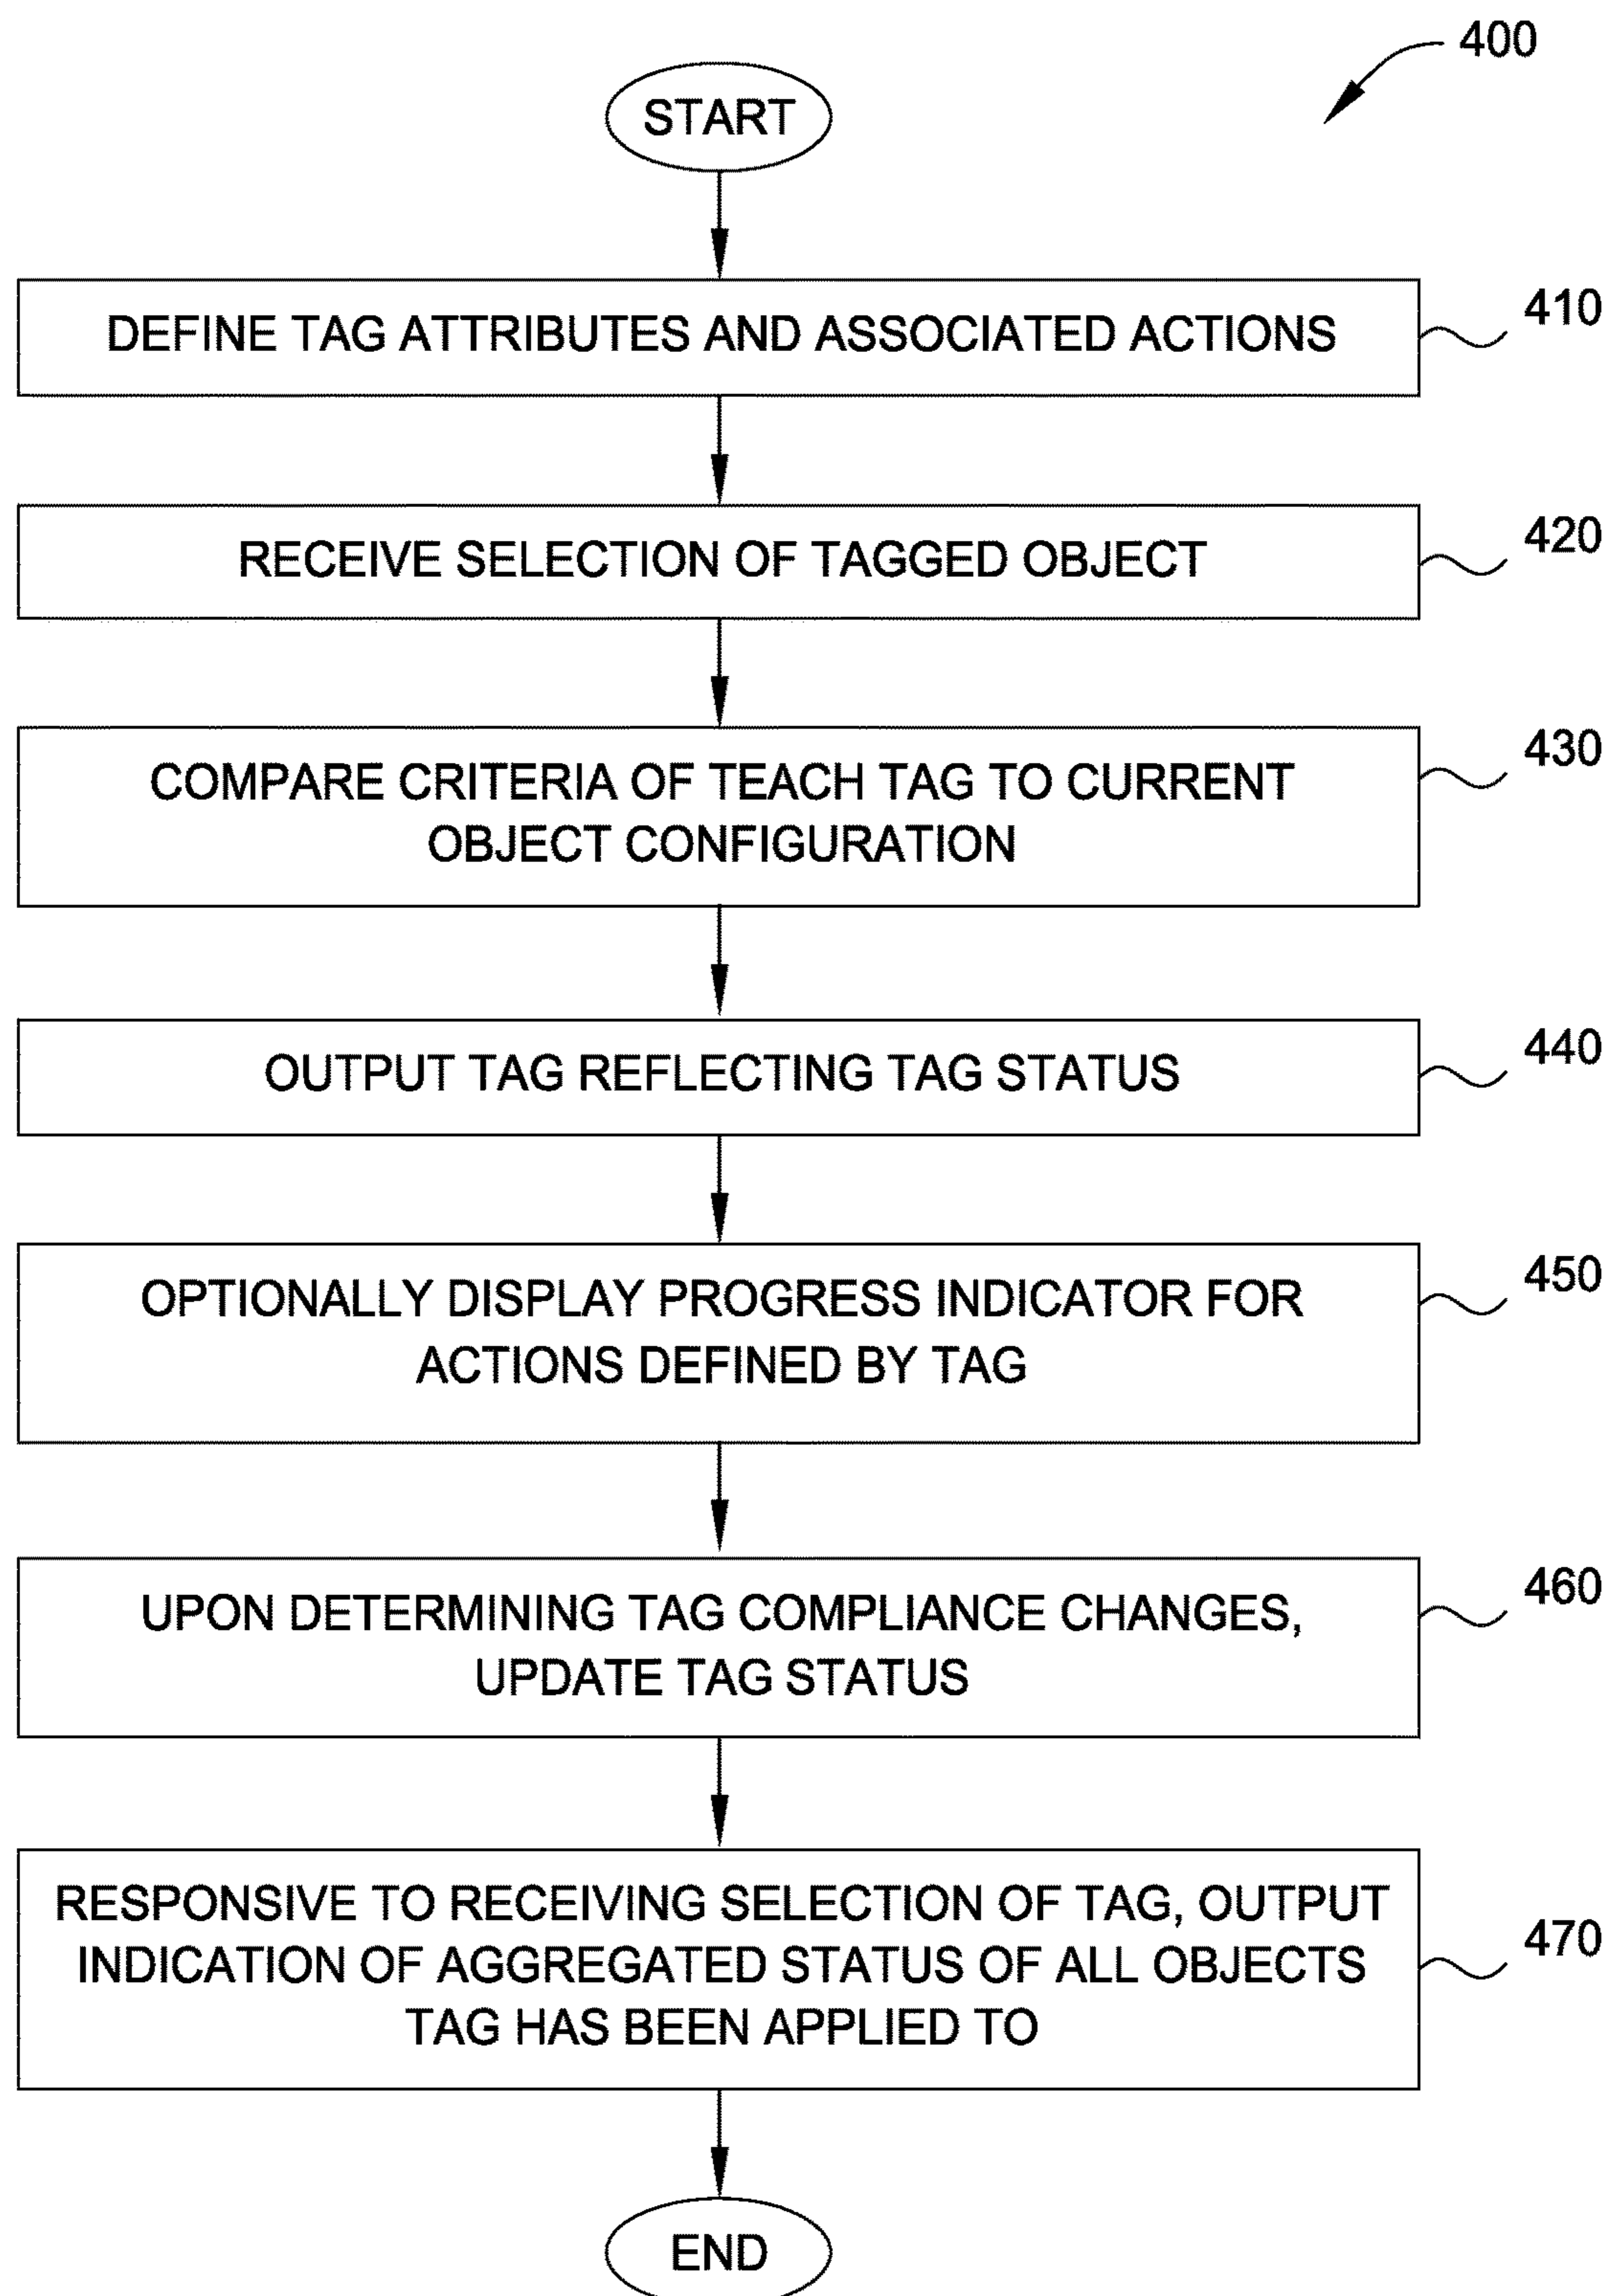 400
START
DEFINE TAG ATTRIBUTES AND ASSOCIATED ACTIONS
410
RECEIVE SELECTION OF TAGGED OBJECT
420
COMPARE CRITERIA OF TEACH TAG TO CURRENT
OBJECT CONFIGURATION
430
OUTPUT TAG REFLECTING TAG STATUS
440
OPTIONALLY DISPLAY PROGRESS INDICATOR FOR
ACTIONS DEFINED BY TAG
450
UPON DETERMINING TAG COMPLIANCE CHANGES,
UPDATE TAG STATUS
460
RESPONSIVE TO RECEIVING SELECTION OF TAG, OUTPUT
INDICATION OF AGGREGATED STATUS OF ALL OBJECTS
TAG HAS BEEN APPLIED TO
470
END